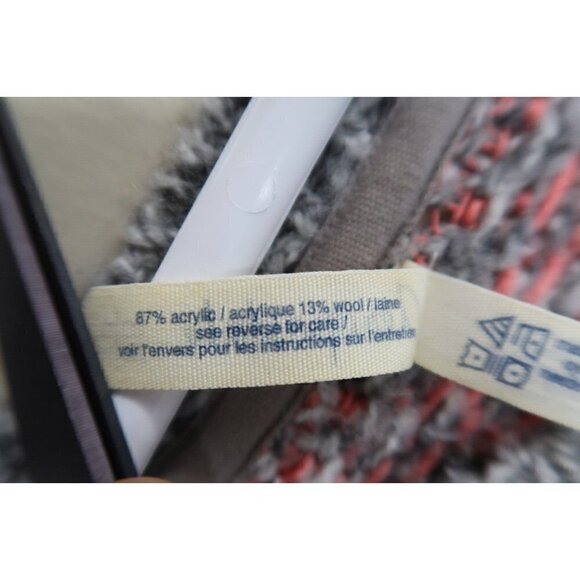 87% acrylic / acrylique 13% wool / laine
see reverse for care /
voir l'envers pour les instructions sur l'entretien